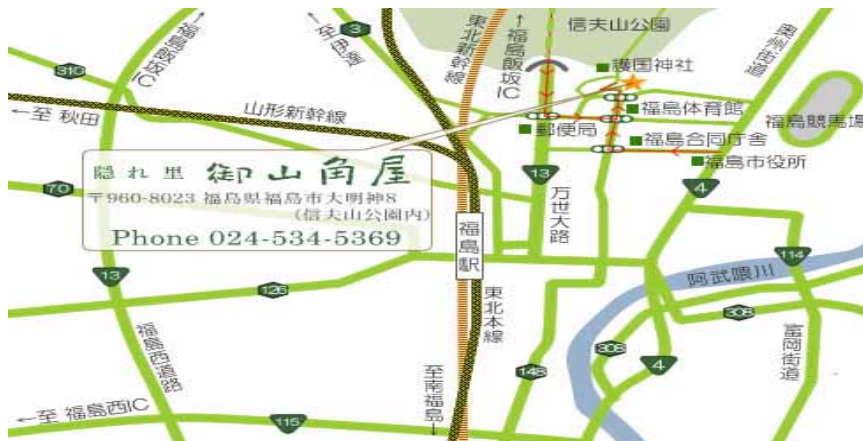 信夫山公園
↑福島飯坂IC
3
東北新幹線
↑福島飯坂IC
奥州街道
護国神社
310
山形新幹線
←至 秋田
福島体育館
福島競馬場
郵便局
福島合同庁舎
福島市役所
隠れ里 御山角屋
〒960-8023 福島県福島市大明神8
(信夫山公園内)
Phone 024-534-5369
70
13
万世大路
4
福島駅
13
126
東北本線
阿武隈川
114
308
308
富岡街道
福島西道路
148
4
至南福島→
←至 福島西IC
115